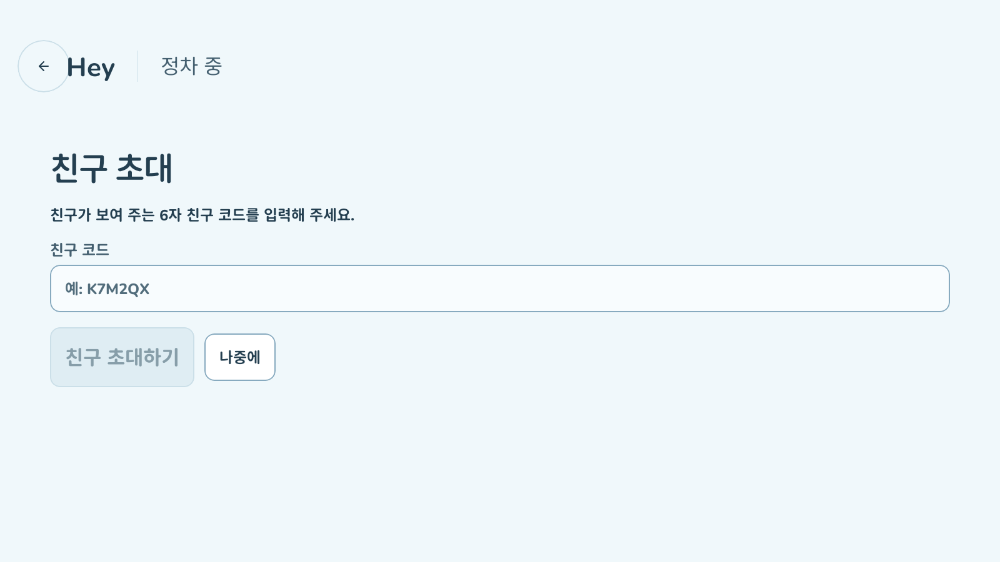 Hey
정차 중
친구 초대
친구가 보여 주는 6자 친구 코드를 입력해 주세요.
친구 코드
예: K7M2QX
친구 초대하기
나중에